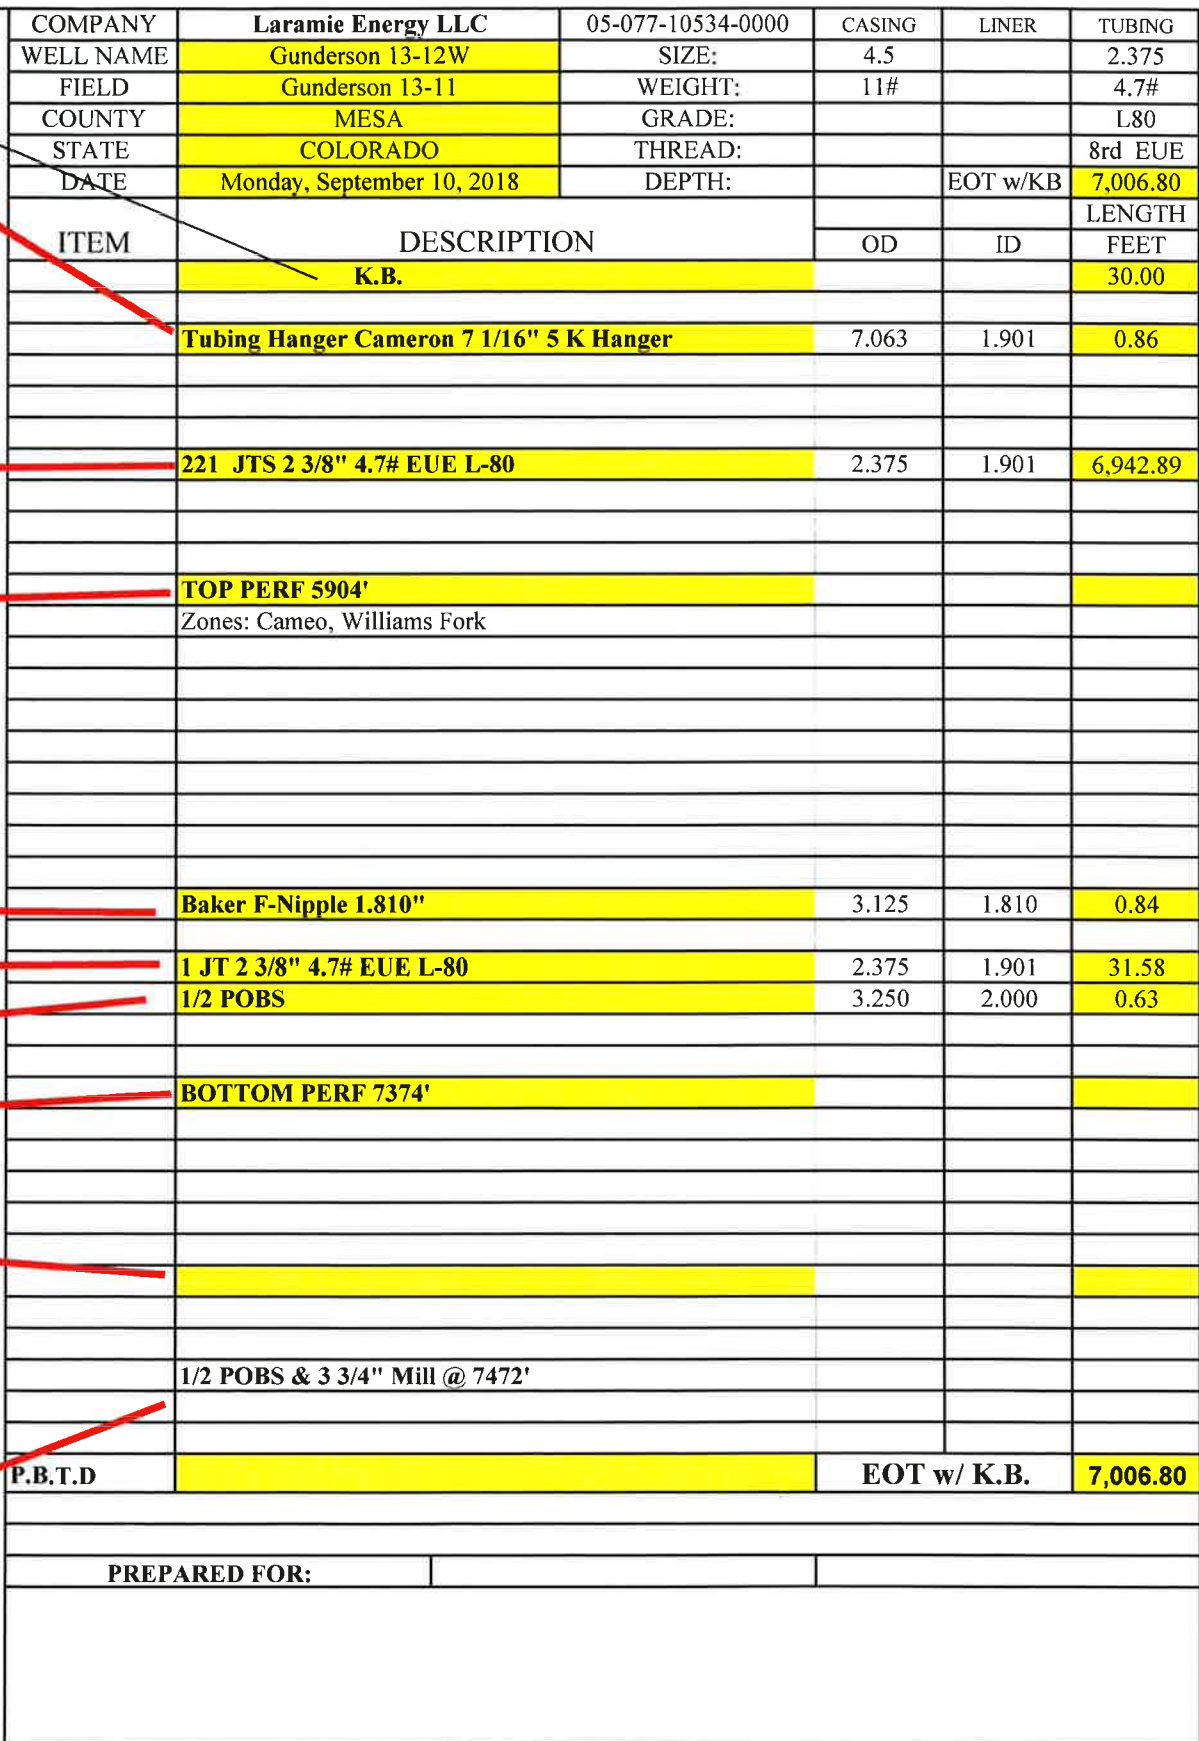 COMPANY Laramie Energy LLC 05-077-10534-0000 CASING LINER TUBING
WELL NAME Gunderson 13-12W SIZE: 4.5 2.375
FIELD Gunderson 13-11 WEIGHT: 11# 4.7#
COUNTY MESA GRADE: L80
STATE COLORADO THREAD: 8rd EUE
DATE Monday, September 10, 2018 DEPTH: EOT w/KB 7,006.80
LENGTH
ITEM DESCRIPTION OD ID FEET
K.B. 30.00
Tubing Hanger Cameron 7 1/16" 5 K Hanger 7.063 1.901 0.86
221 JTS 2 3/8" 4.7# EUE L-80 2.375 1.901 6,942.89
TOP PERF 5904'
Zones: Cameo, Williams Fork
Baker F-Nipple 1.810" 3.125 1.810 0.84
1 JT 2 3/8" 4.7# EUE L-80 2.375 1.901 31.58
1/2 POBS 3.250 2.000 0.63
BOTTOM PERF 7374'
1/2 POBS & 3 3/4" Mill @ 7472'
P.B.T.D EOT w/ K.B. 7,006.80
PREPARED FOR: